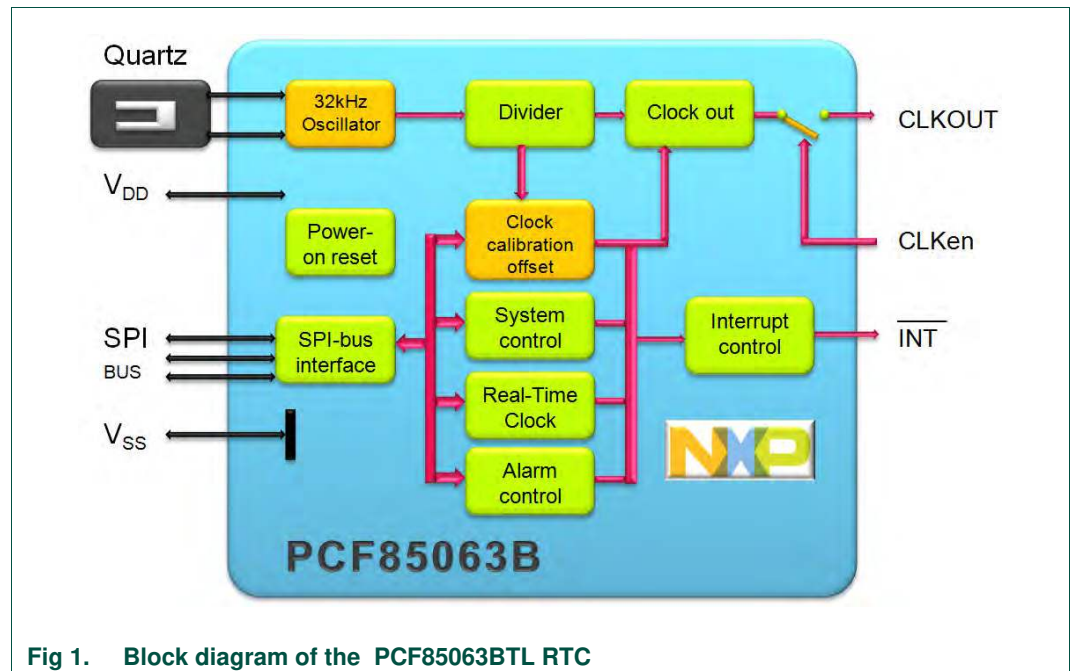 Quartz
32kHz
Oscillator
Divider
Clock out
CLKOUT
VDD
Power-
on reset
Clock
calibration
offset
CLKen
SPI
BUS
SPI-bus
interface
System
control
Interrupt
control
INT
Real-Time
Clock
VSS
Alarm
control
NXP
PCF85063B
Fig 1. Block diagram of the PCF85063BTL RTC